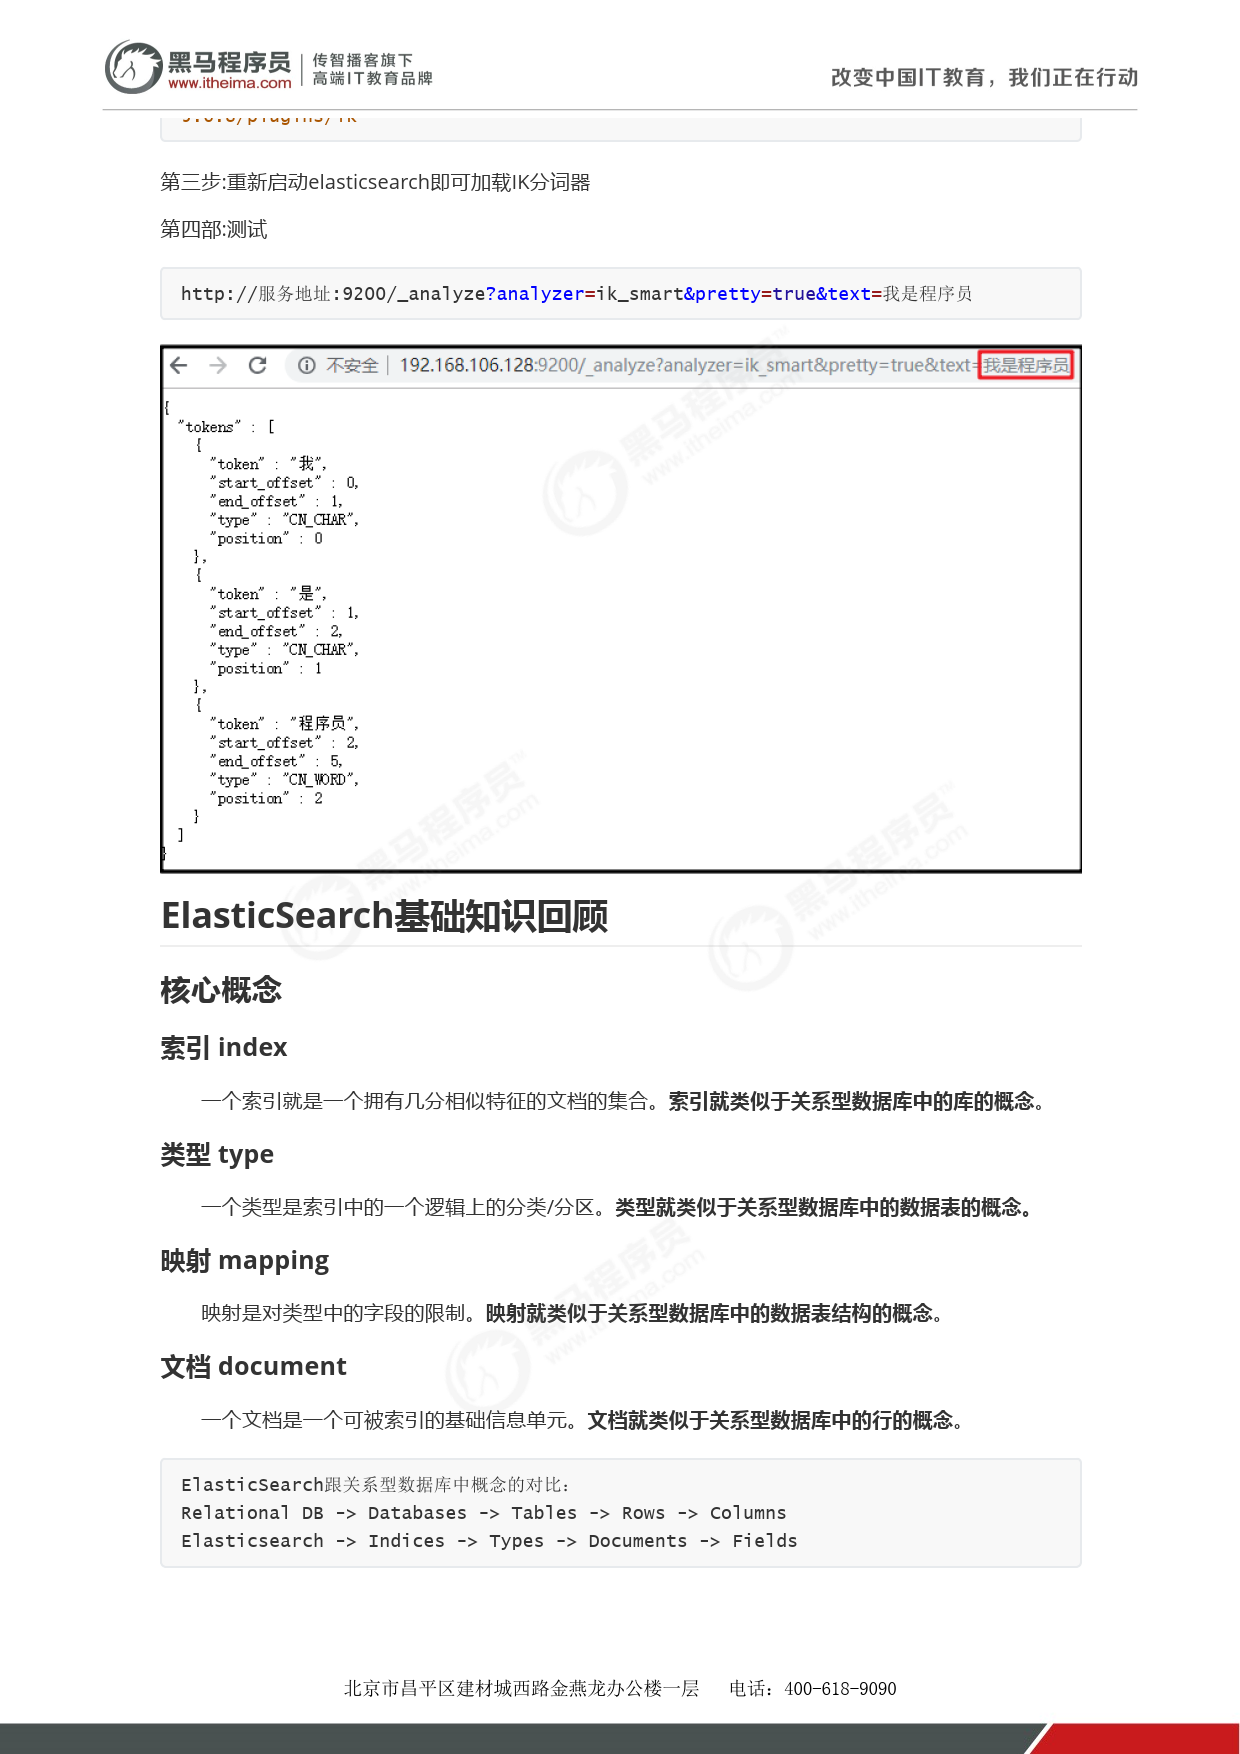 黑马程序员
www.itheima.com
传智播客旗下
高端IT教育品牌
改变中国IT教育，我们正在行动
第三步:重新启动elasticsearch即可加载IK分词器
第四部:测试
http://服务地址:9200/_analyze?analyzer=ik_smart&pretty=true&text=我是程序员
不安全 | 192.168.106.128:9200/_analyze?analyzer=ik_smart&pretty=true&text=我是程序员
{
"tokens" : [
{
"token" : "我",
"start_offset" : 0,
"end_offset" : 1,
"type" : "CN_CHAR",
"position" : 0
},
{
"token" : "是",
"start_offset" : 1,
"end_offset" : 2,
"type" : "CN_CHAR",
"position" : 1
},
{
"token" : "程序员",
"start_offset" : 2,
"end_offset" : 5,
"type" : "CN_WORD",
"position" : 2
}
]
}
ElasticSearch基础知识回顾
核心概念
索引 index
一个索引就是一个拥有几分相似特征的文档的集合。索引就类似于关系型数据库中的库的概念。
类型 type
一个类型是索引中的一个逻辑上的分类/分区。类型就类似于关系型数据库中的数据表的概念。
映射 mapping
映射是对类型中的字段的限制。映射就类似于关系型数据库中的数据表结构的概念。
文档 document
一个文档是一个可被索引的基础信息单元。文档就类似于关系型数据库中的行的概念。
ElasticSearch跟关系型数据库中概念的对比：
Relational DB -> Databases -> Tables -> Rows -> Columns
Elasticsearch -> Indices -> Types -> Documents -> Fields
北京市昌平区建材城西路金燕龙办公楼一层 电话：400-618-9090